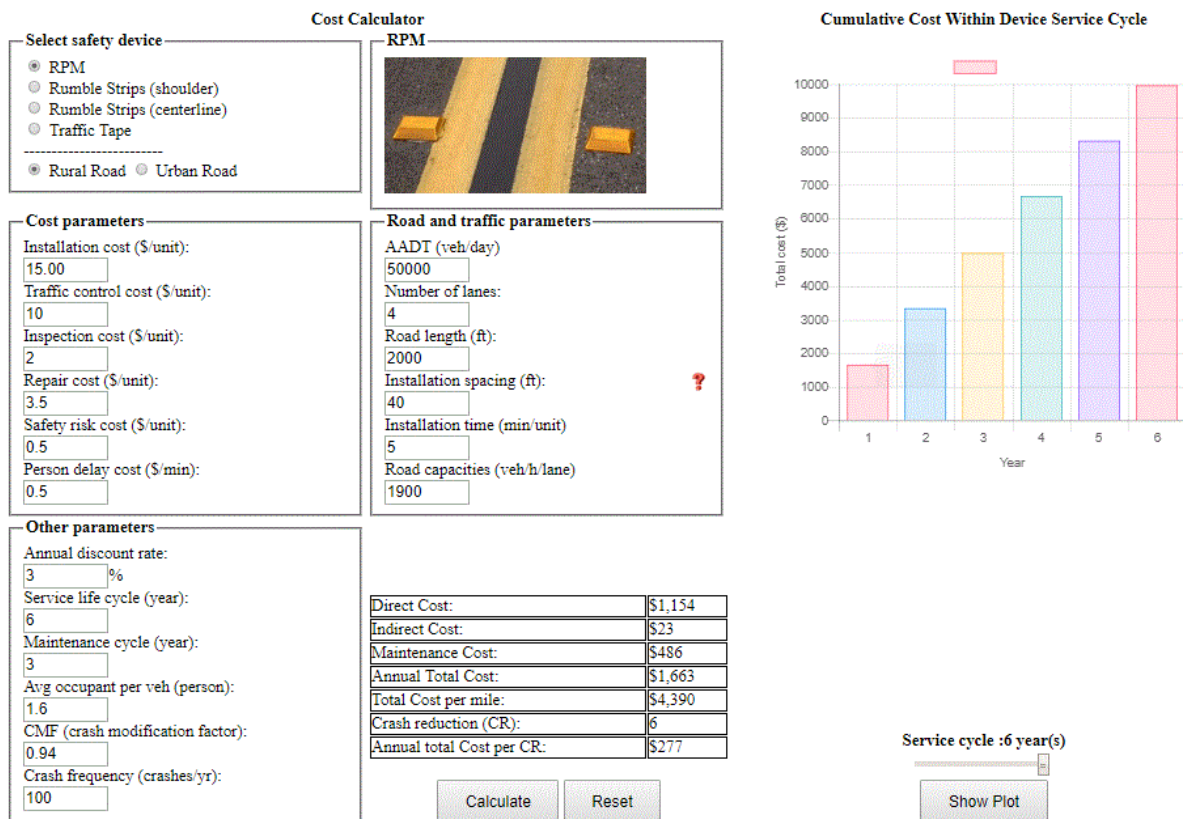 Cost Calculator
Select safety device
RPM
Rumble Strips (shoulder)
Rumble Strips (centerline)
Traffic Tape
-------------------------
Rural Road Urban Road
RPM
Cost parameters
Installation cost ($/unit):
15.00
Traffic control cost ($/unit):
10
Inspection cost ($/unit):
2
Repair cost ($/unit):
3.5
Safety risk cost ($/unit):
0.5
Person delay cost ($/min):
0.5
Road and traffic parameters
AADT (veh/day)
50000
Number of lanes:
4
Road length (ft):
2000
Installation spacing (ft):
?
40
Installation time (min/unit)
5
Road capacities (veh/h/lane)
1900
Other parameters
Annual discount rate:
3 %
Service life cycle (year):
6
Maintenance cycle (year):
3
Avg occupant per veh (person):
1.6
CMF (crash modification factor):
0.94
Crash frequency (crashes/yr):
100
Direct Cost: $1,154
Indirect Cost: $23
Maintenance Cost: $486
Annual Total Cost: $1,663
Total Cost per mile: $4,390
Crash reduction (CR): 6
Annual total Cost per CR: $277
Calculate Reset
Cumulative Cost Within Device Service Cycle
10000
9000
8000
7000
6000
5000
4000
3000
2000
1000
0
Total cost ($)
1 2 3 4 5 6
Year
Service cycle :6 year(s)
Show Plot